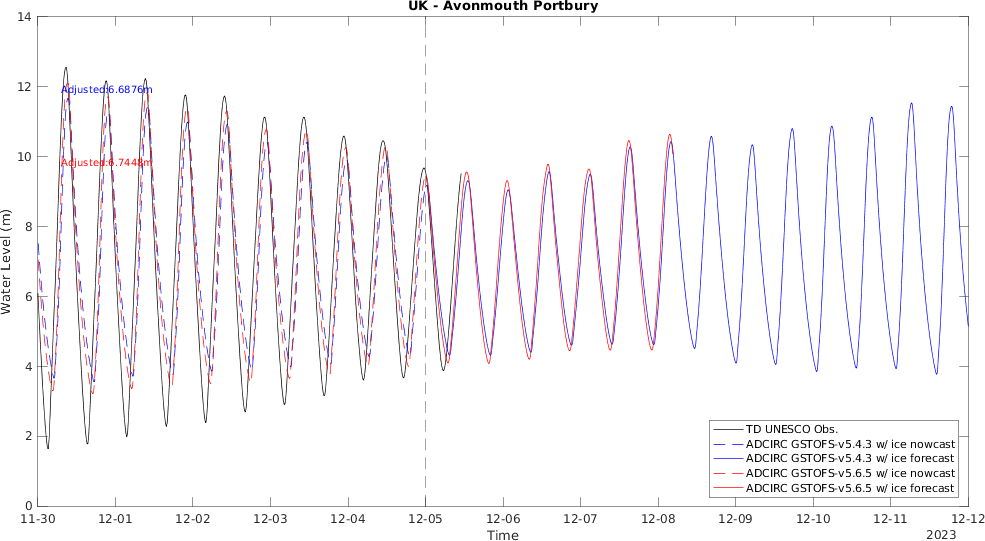 UK - Avonmouth Portbury
14
12
10
8
6
4
2
0
Water Level (m)
Adjusted:6.6876m
Adjusted:6.7448m
TD UNESCO Obs.
ADCIRC GSTOFS-v5.4.3 w/ ice nowcast
ADCIRC GSTOFS-v5.4.3 w/ ice forecast
ADCIRC GSTOFS-v5.6.5 w/ ice nowcast
ADCIRC GSTOFS-v5.6.5 w/ ice forecast
11-30 12-01 12-02 12-03 12-04 12-05 12-06 12-07 12-08 12-09 12-10 12-11 12-12
Time
2023